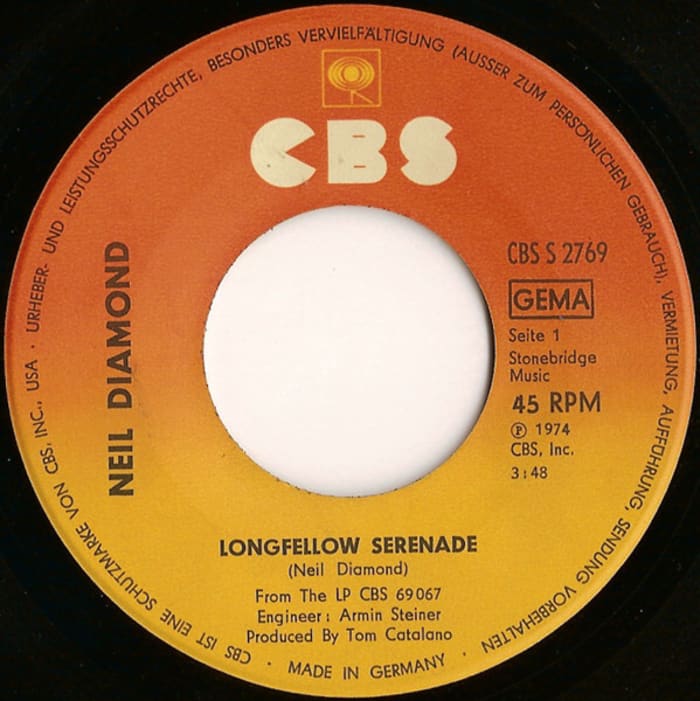 URHEBER- UND LEISTUNGSSCHUTZRECHTE, BESONDERS VERVIELFÄLTIGUNG (AUSSER ZUM PERSÖNLICHEN GEBRAUCH), VERMIETUNG, AUFFÜHRUNG, SENDUNG VORBEHALTEN
CBS
NEIL DIAMOND
CBS S 2769
GEMA
Seite 1
Stonebridge
Music
45 RPM
℗ 1974
CBS, Inc.
3:48
LONGFELLOW SERENADE
(Neil Diamond)
From The LP CBS 69067
Engineer: Armin Steiner
Produced By Tom Catalano
· MADE IN GERMANY ·
CBS IST EINE SCHUTZMARKE VON CBS, INC., USA ·